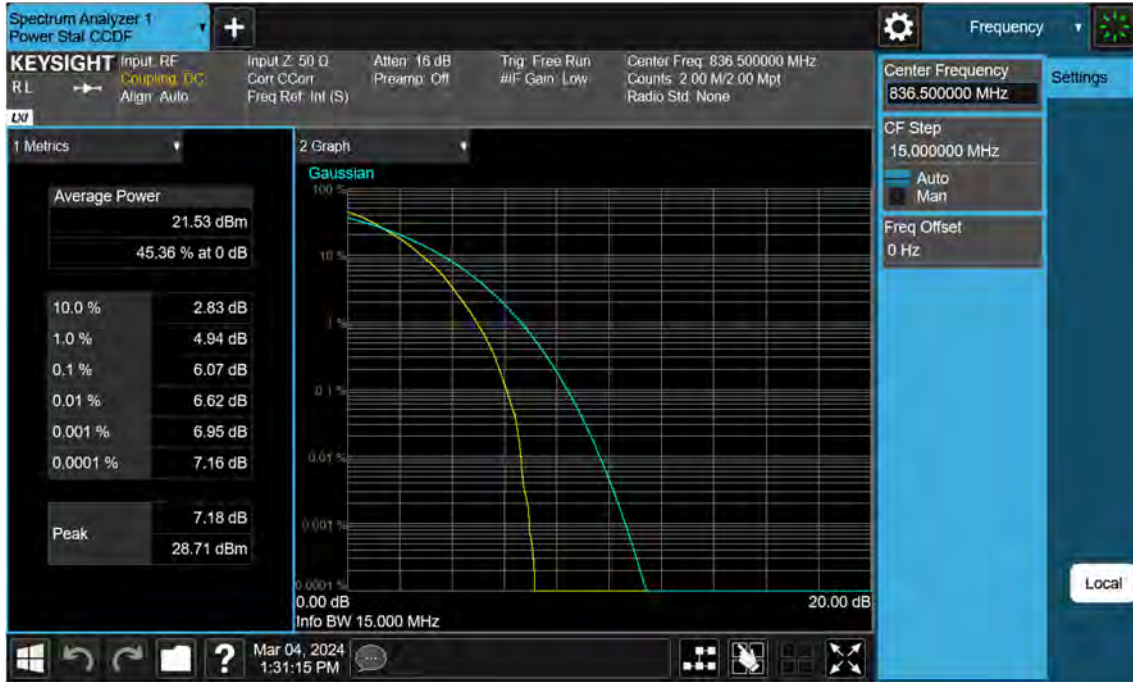 Spectrum Analyzer 1
Power Stat CCDF
+
Frequency
KEYSIGHT
RL
LXI
Input: RF
Coupling: DC
Align: Auto
Input Z: 50 Ω
Corr CCorr
Freq Ref: Int (S)
Atten: 16 dB
Preamp: Off
Trig: Free Run
#IF Gain: Low
Center Freq: 836.500000 MHz
Counts: 2.00 M/2.00 Mpt
Radio Std: None
Center Frequency
836.500000 MHz
Settings
CF Step
15.000000 MHz
Auto
Man
Freq Offset
0 Hz
1 Metrics
Average Power
21.53 dBm
45.36 % at 0 dB
10.0 % 2.83 dB
1.0 % 4.94 dB
0.1 % 6.07 dB
0.01 % 6.62 dB
0.001 % 6.95 dB
0.0001 % 7.16 dB
Peak
7.18 dB
28.71 dBm
2 Graph
Gaussian
100 %
10 %
1 %
0.1 %
0.01 %
0.001 %
0.0001 %
0.00 dB 20.00 dB
Info BW 15.000 MHz
Local
?
Mar 04, 2024
1:31:15 PM